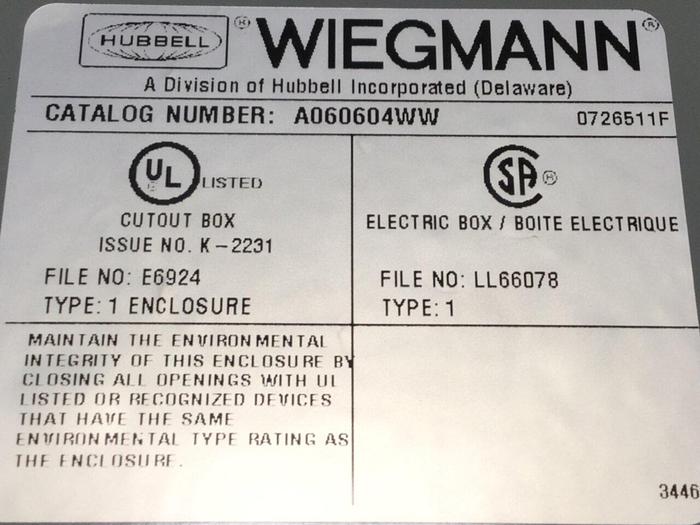 HUBBELL ® WIEGMANN ®
A Division of Hubbell Incorporated (Delaware)
CATALOG NUMBER: A060604WW 0726511F
UL LISTED
CUTOUT BOX
ISSUE NO. K-2231
FILE NO: E6924
TYPE: 1 ENCLOSURE
SA ®
ELECTRIC BOX / BOITE ELECTRIQUE
FILE NO: LL66078
TYPE: 1
MAINTAIN THE ENVIRONMENTAL
INTEGRITY OF THIS ENCLOSURE BY
CLOSING ALL OPENINGS WITH UL
LISTED OR RECOGNIZED DEVICES
THAT HAVE THE SAME
ENVIRONMENTAL TYPE RATING AS
THE ENCLOSURE.
3446